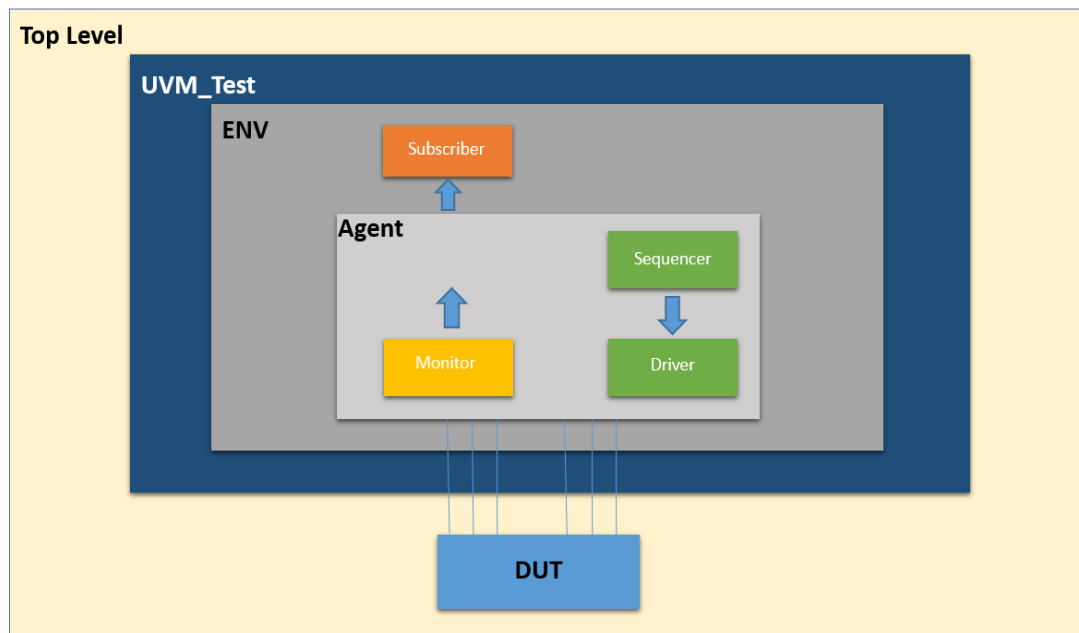 Top Level
UVM_Test
ENV
Subscriber
Agent
Sequencer
Monitor
Driver
DUT